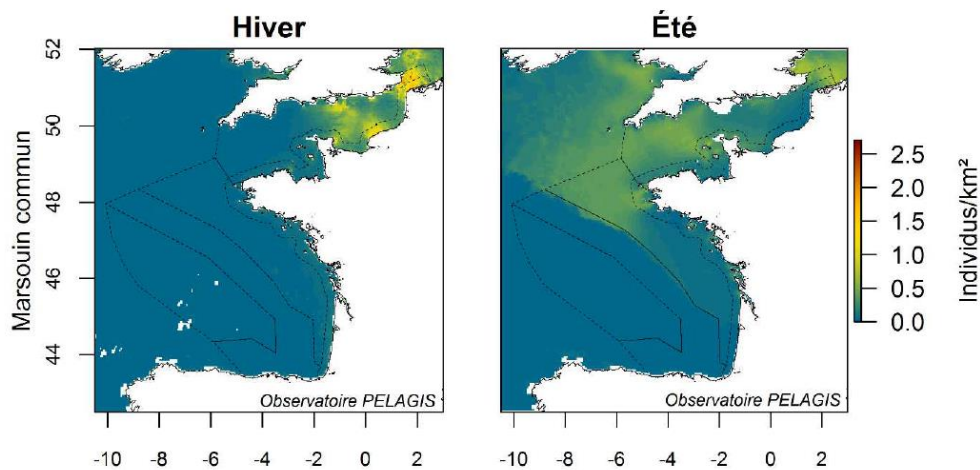 Hiver
Été
Marsouin commun
52
50
48
46
44
Observatoire PELAGIS
Observatoire PELAGIS
-10 -8 -6 -4 -2 0 2
-10 -8 -6 -4 -2 0 2
2.5
2.0
1.5
1.0
0.5
0.0
Individus/km²